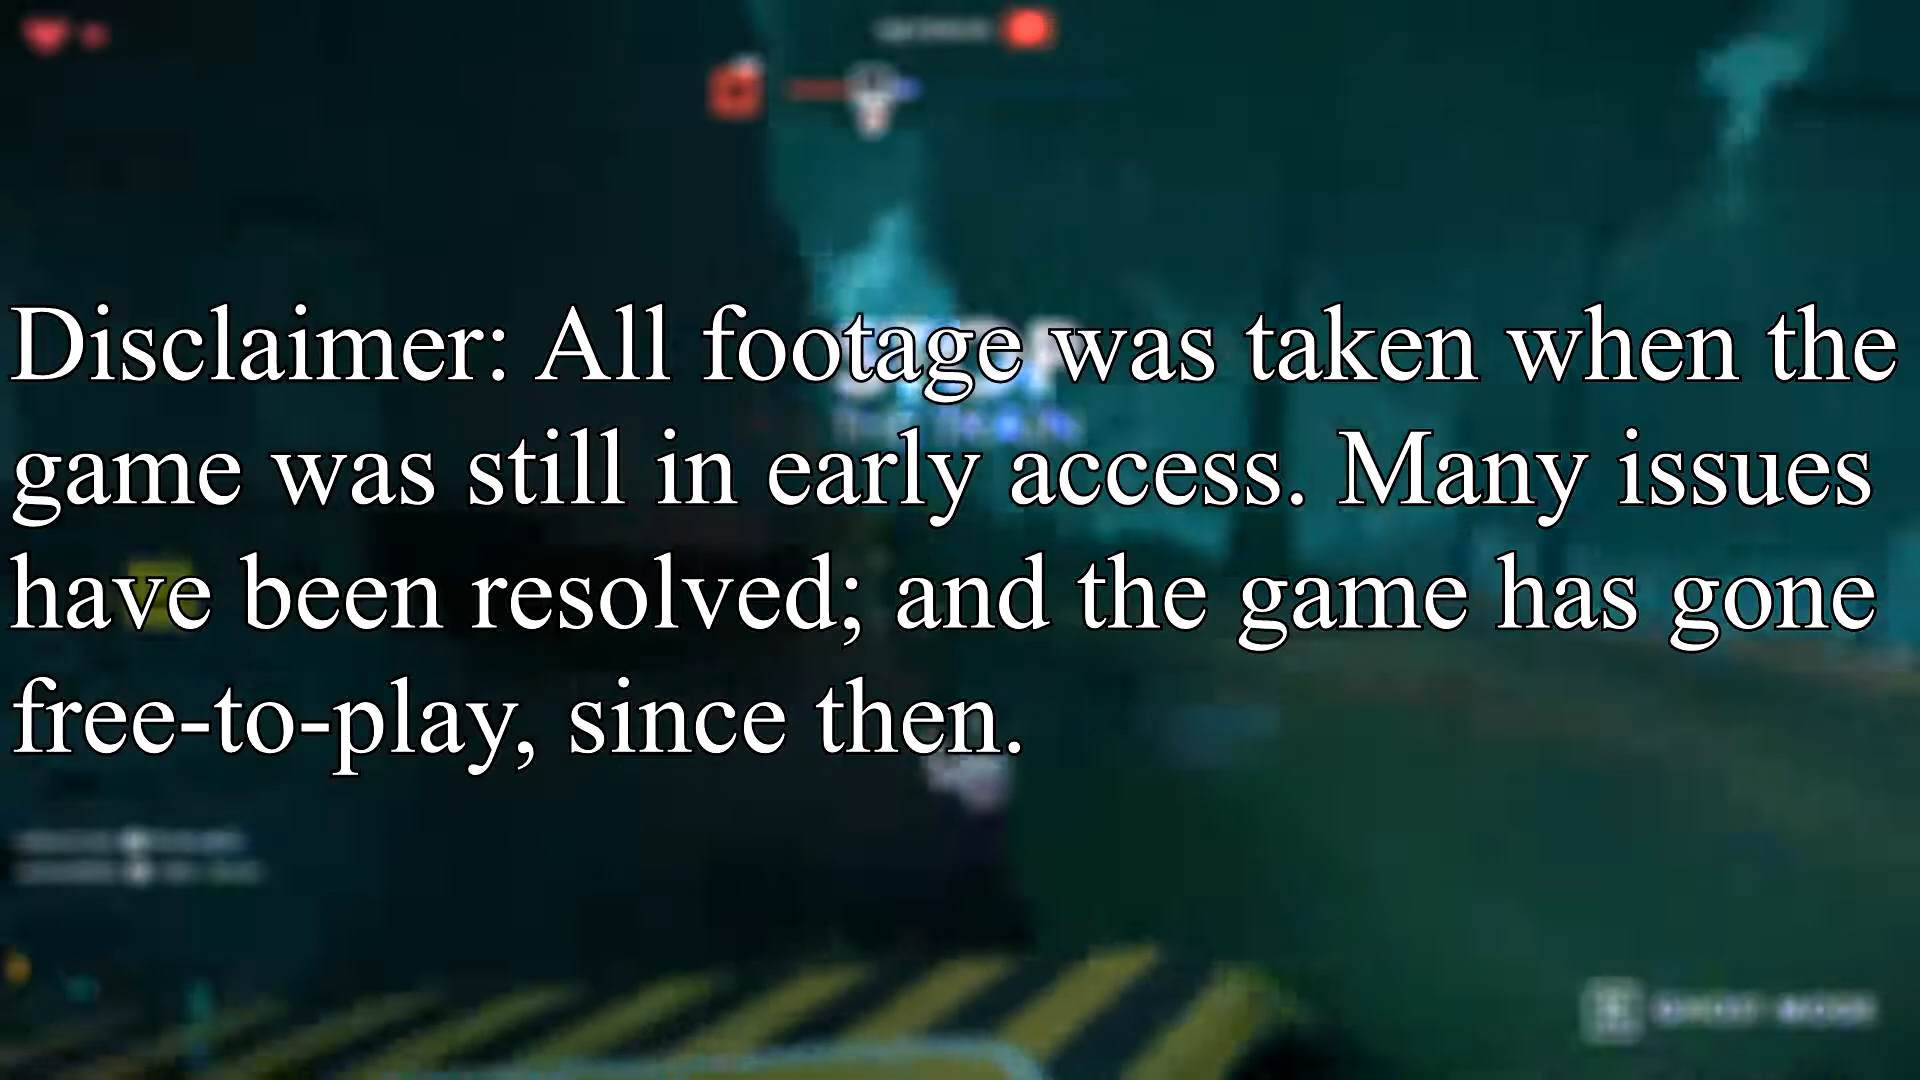 Disclaimer: All footage was taken when the
game was still in early access. Many issues
have been resolved; and the game has gone
free-to-play, since then.